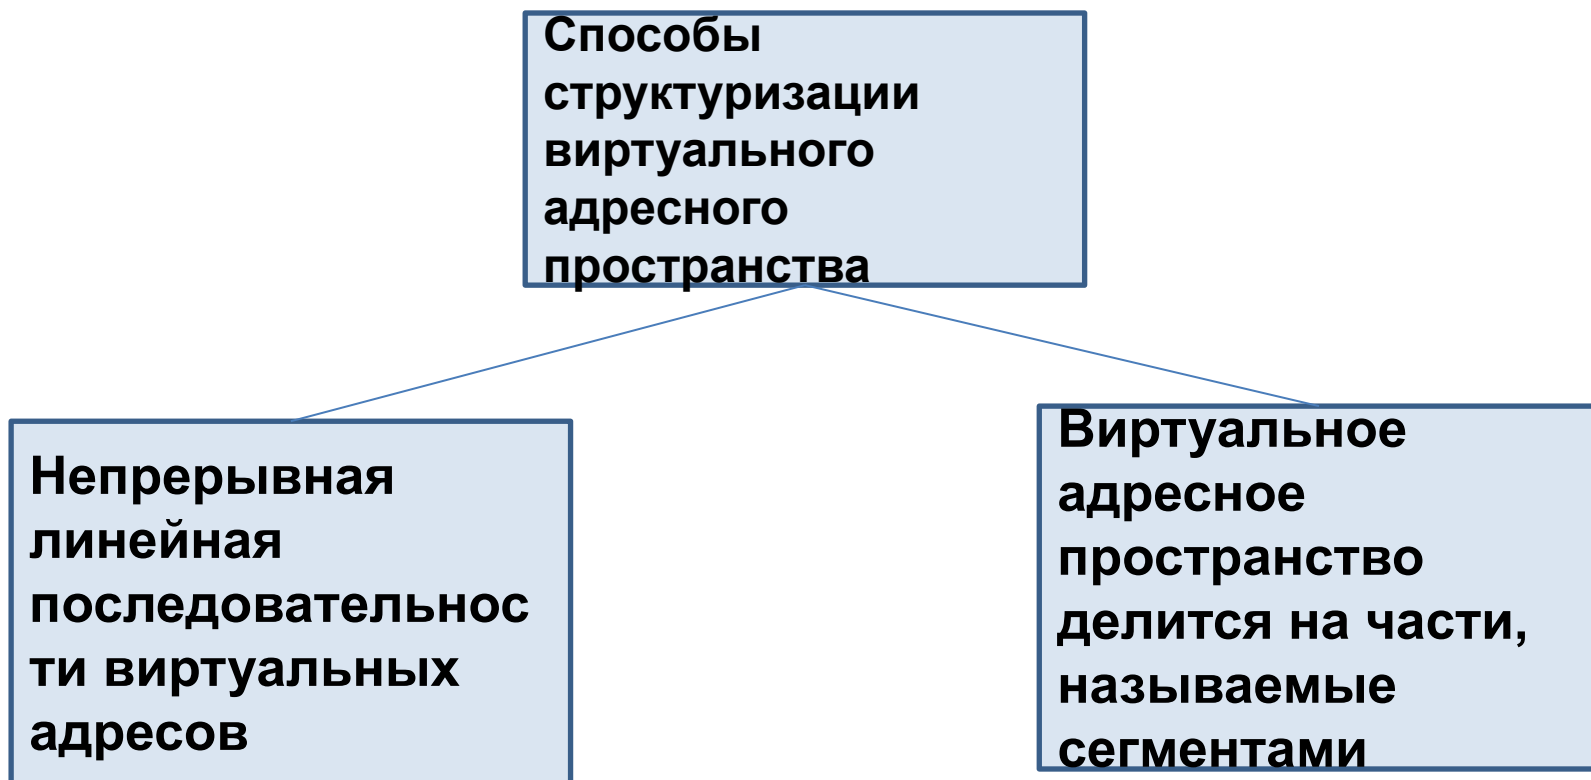 Способы
структуризации
виртуального
адресного
пространства
Непрерывная
линейная
последовательнос
ти виртуальных
адресов
Виртуальное
адресное
пространство
делится на части,
называемые
сегментами